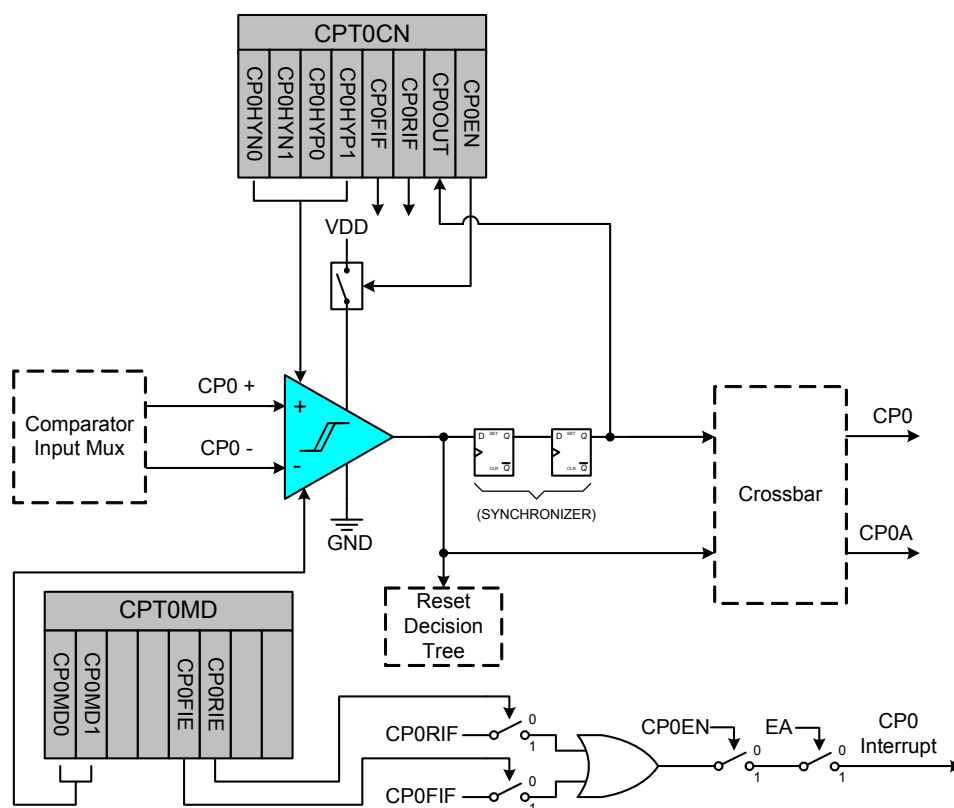 CPT0CN
CP0HYN0
CP0HYN1
CP0HYP0
CP0HYP1
CP0FIF
CP0RIF
CP0OUT
CP0EN
VDD
Comparator
Input Mux
CP0 +
CP0 -
+
-
GND
D SET Q
CLR Q
D SET Q
CLR Q
(SYNCHRONIZER)
Crossbar
CP0
CP0A
Reset
Decision
Tree
CPT0MD
CP0MD0
CP0MD1
CP0FIE
CP0RIE
CP0RIF
0
1
CP0FIF
0
1
CP0EN
0
1
EA
0
1
CP0
Interrupt